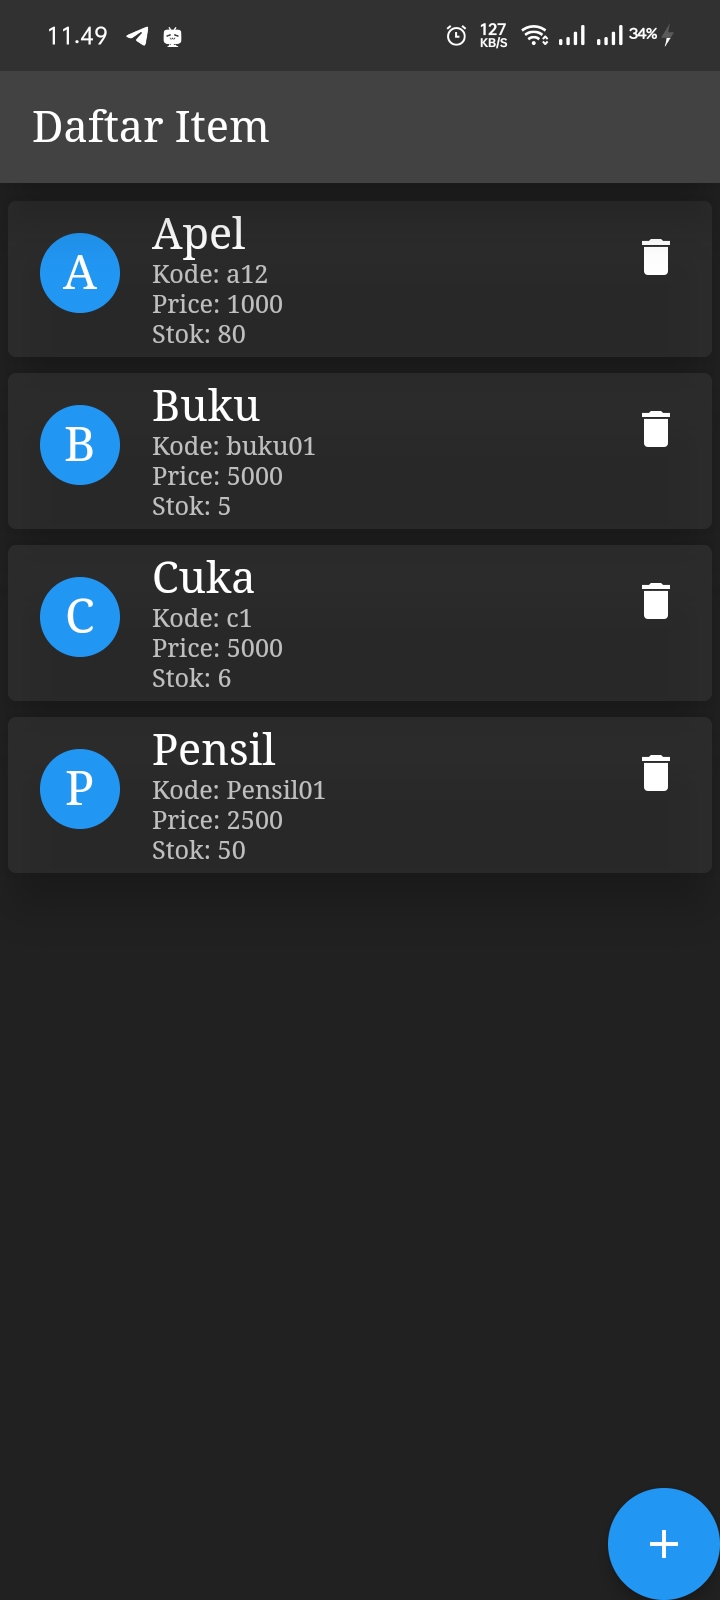 11.49
127
KB/S
34%
Daftar Item
A
Apel
Kode: a12
Price: 1000
Stok: 80
B
Buku
Kode: buku01
Price: 5000
Stok: 5
C
Cuka
Kode: c1
Price: 5000
Stok: 6
P
Pensil
Kode: Pensil01
Price: 2500
Stok: 50
+